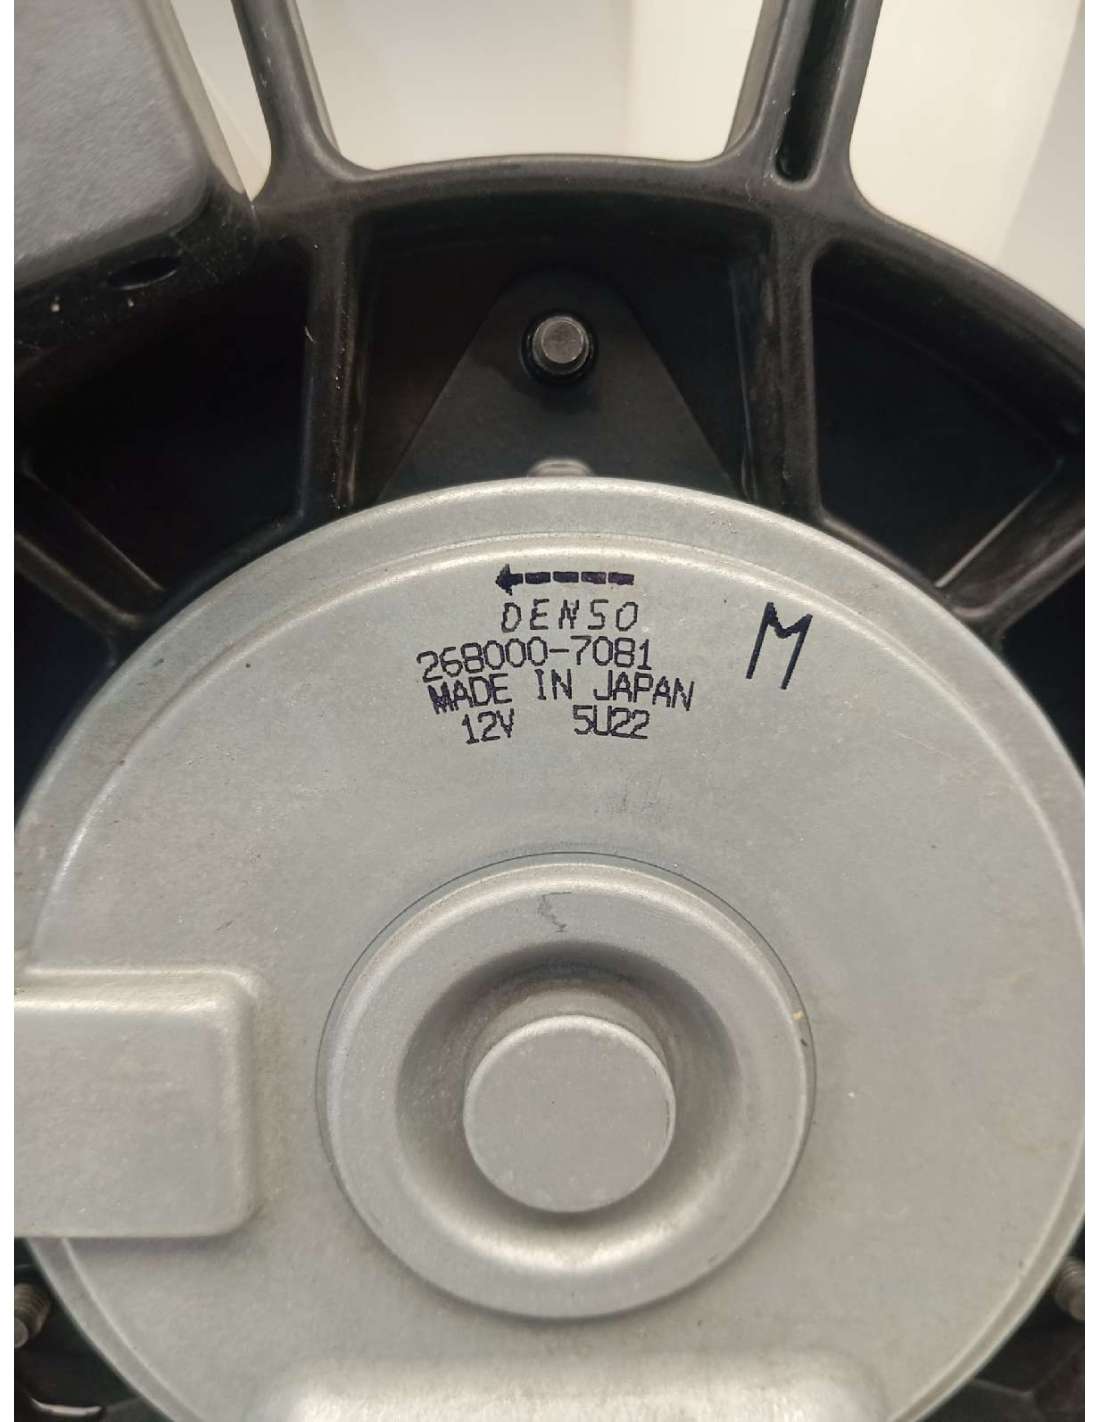 DENSO
268000-7081
M
MADE IN JAPAN
12V 5U22